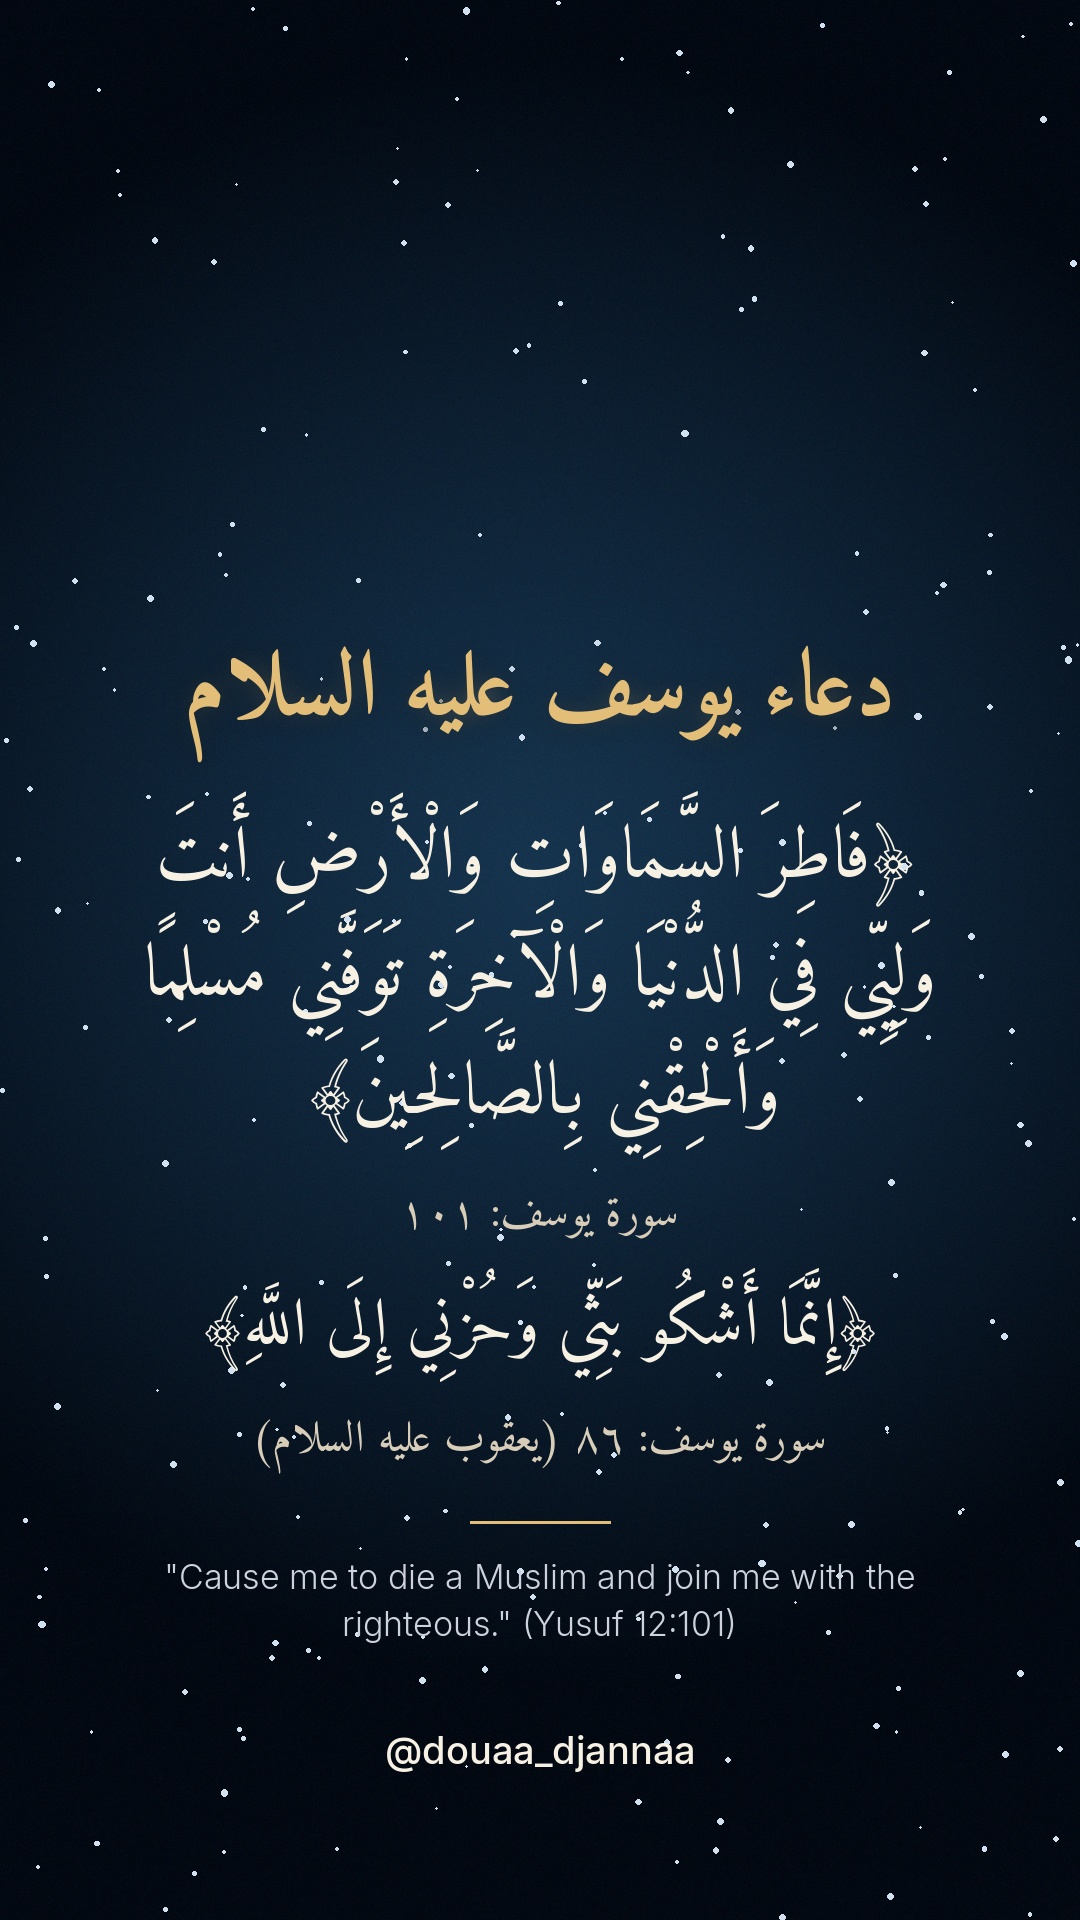 دعاء يوسف عليه السلام
﴿فَاطِرَ السَّمَاوَاتِ وَالْأَرْضِ أَنتَ
وَلِيِّي فِي الدُّنْيَا وَالْآخِرَةِ تَوَفَّنِي مُسْلِمًا
وَأَلْحِقْنِي بِالصَّالِحِينَ﴾
سورة يوسف: ١٠١
﴿إِنَّمَا أَشْكُو بَثِّي وَحُزْنِي إِلَى اللَّهِ﴾
سورة يوسف: ٨٦ (يعقوب عليه السلام)
"Cause me to die a Muslim and join me with the
righteous." (Yusuf 12:101)
@douaa_djannaa